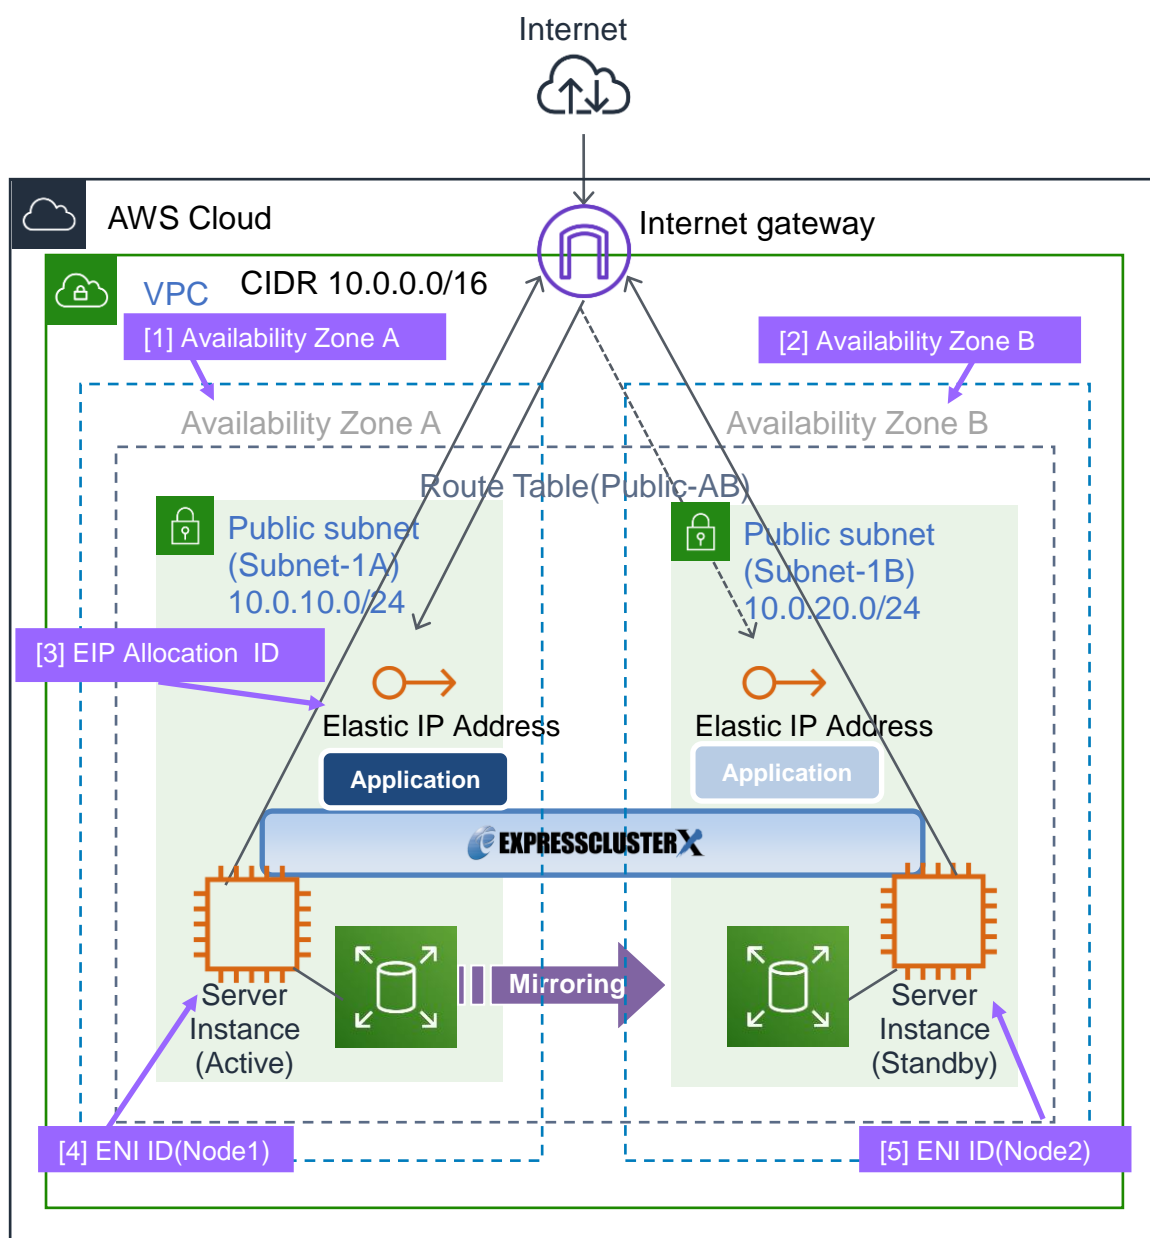 Internet
AWS Cloud
Internet gateway
VPC
CIDR 10.0.0.0/16
[1] Availability Zone A
[2] Availability Zone B
Availability Zone A
Availability Zone B
Route Table(Public-AB)
Public subnet
(Subnet-1A)
10.0.10.0/24
Public subnet
(Subnet-1B)
10.0.20.0/24
[3] EIP Allocation  ID
Elastic IP Address
Elastic IP Address
Application
Application
EXPRESSCLUSTER X
Mirroring
Server
Instance
(Active)
Server
Instance
(Standby)
[4] ENI ID(Node1)
[5] ENI ID(Node2)